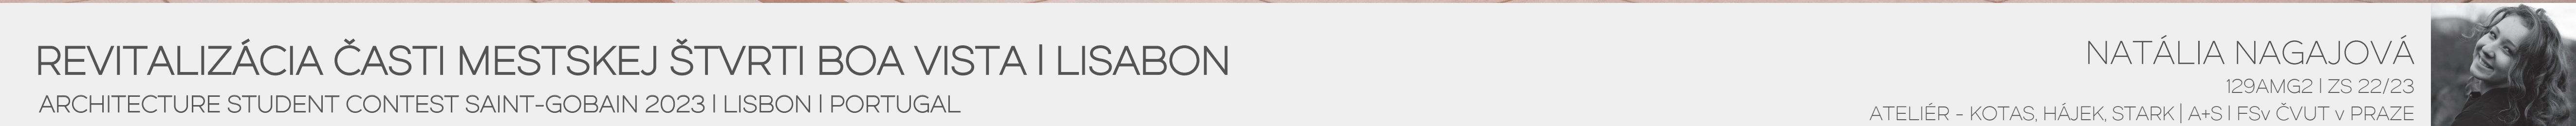 REVITALIZÁCIA ČASTI MESTSKEJ ŠTVRTI BOA VISTA | LISABON
ARCHITECTURE STUDENT CONTEST SAINT-GOBAIN 2023 | LISBON | PORTUGAL
NATÁLIA NAGAJOVÁ
129AMG2 | ZS 22/23
ATELIÉR - KOTAS, HÁJEK, STARK | A+S | FSv ČVUT v PRAZE